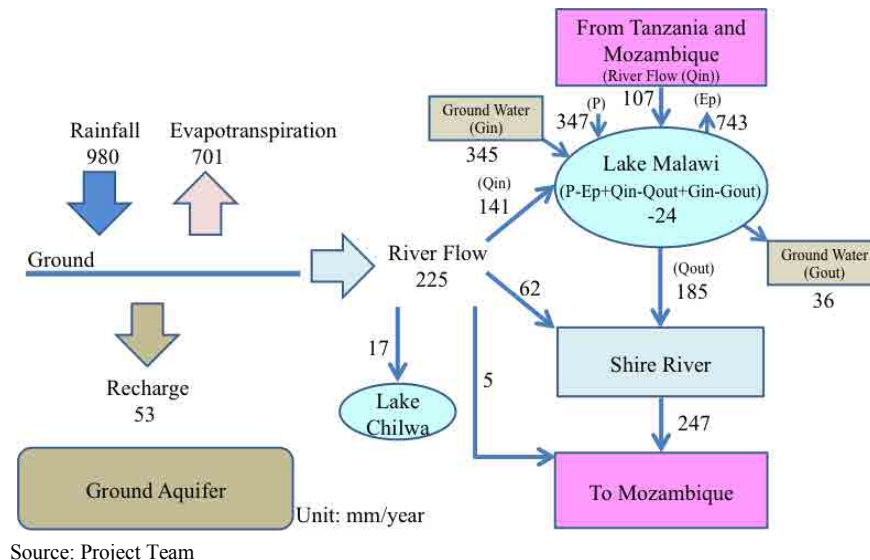 From Tanzania and
Mozambique
(River Flow (Qin))
(P)
107
(Ep)
Ground Water
(Gin)
347
743
Rainfall
Evapotranspiration
980
701
345
Lake Malawi
(Qin)
(P-Ep+Qin-Qout+Gin-Gout)
141
-24
Ground
River Flow
225
(Qout)
185
Ground Water
(Gout)
36
62
17
5
Shire River
Recharge
53
Lake
Chilwa
247
Ground Aquifer
To Mozambique
Unit: mm/year
Source: Project Team